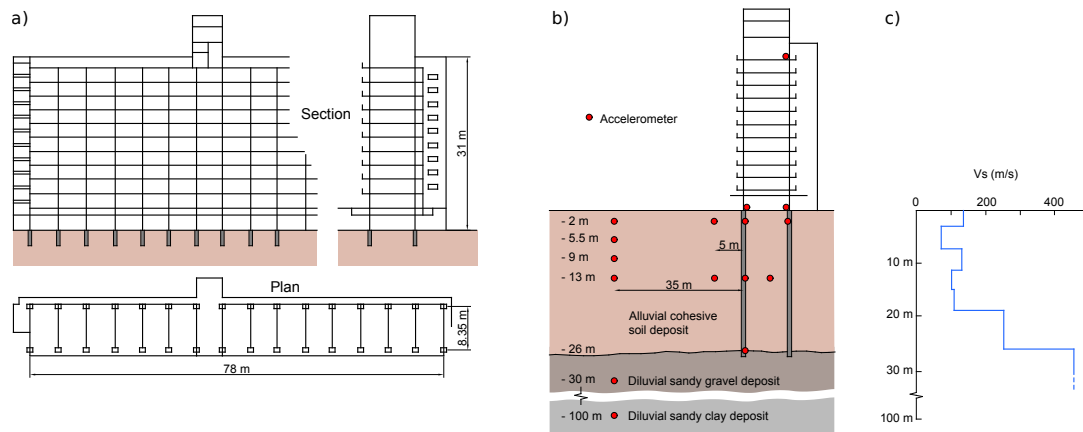 a)
Section
31 m
Plan
8.35 m
78 m
b)
Accelerometer
- 2 m
- 5.5 m
- 9 m
- 13 m
5 m
35 m
Alluvial cohesive
soil deposit
- 26 m
- 30 m
Diluvial sandy gravel deposit
- 100 m
Diluvial sandy clay deposit
c)
Vs (m/s)
0 200 400
10 m
20 m
30 m
100 m